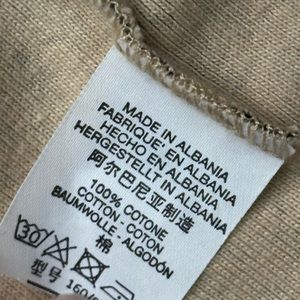 MADE IN ALBANIA
FABRIQUE' EN ALBANIA
HECHO EN ALBANIA
HERGESTELLT IN ALBANIA
阿尔巴尼亚制造
100% COTONE
COTTON - COTON
棉
BAUMWOLLE - ALGODÓN
30
型号 160/